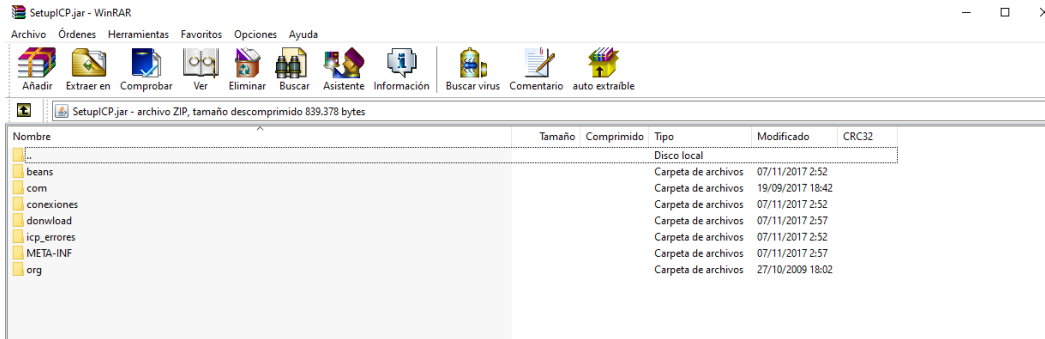 SetupICP.jar - WinRAR
Archivo Órdenes Herramientas Favoritos Opciones Ayuda
Añadir Extraer en Comprobar Ver Eliminar Buscar Asistente Información Buscar virus Comentario auto extraíble
SetupICP.jar - archivo ZIP, tamaño descomprimido 839.378 bytes
Nombre Tamaño Comprimido Tipo Modificado CRC32
.. Disco local
beans Carpeta de archivos 07/11/2017 2:52
com Carpeta de archivos 19/09/2017 18:42
conexiones Carpeta de archivos 07/11/2017 2:52
donwload Carpeta de archivos 07/11/2017 2:57
icp_errores Carpeta de archivos 07/11/2017 2:52
META-INF Carpeta de archivos 07/11/2017 2:57
org Carpeta de archivos 27/10/2009 18:02